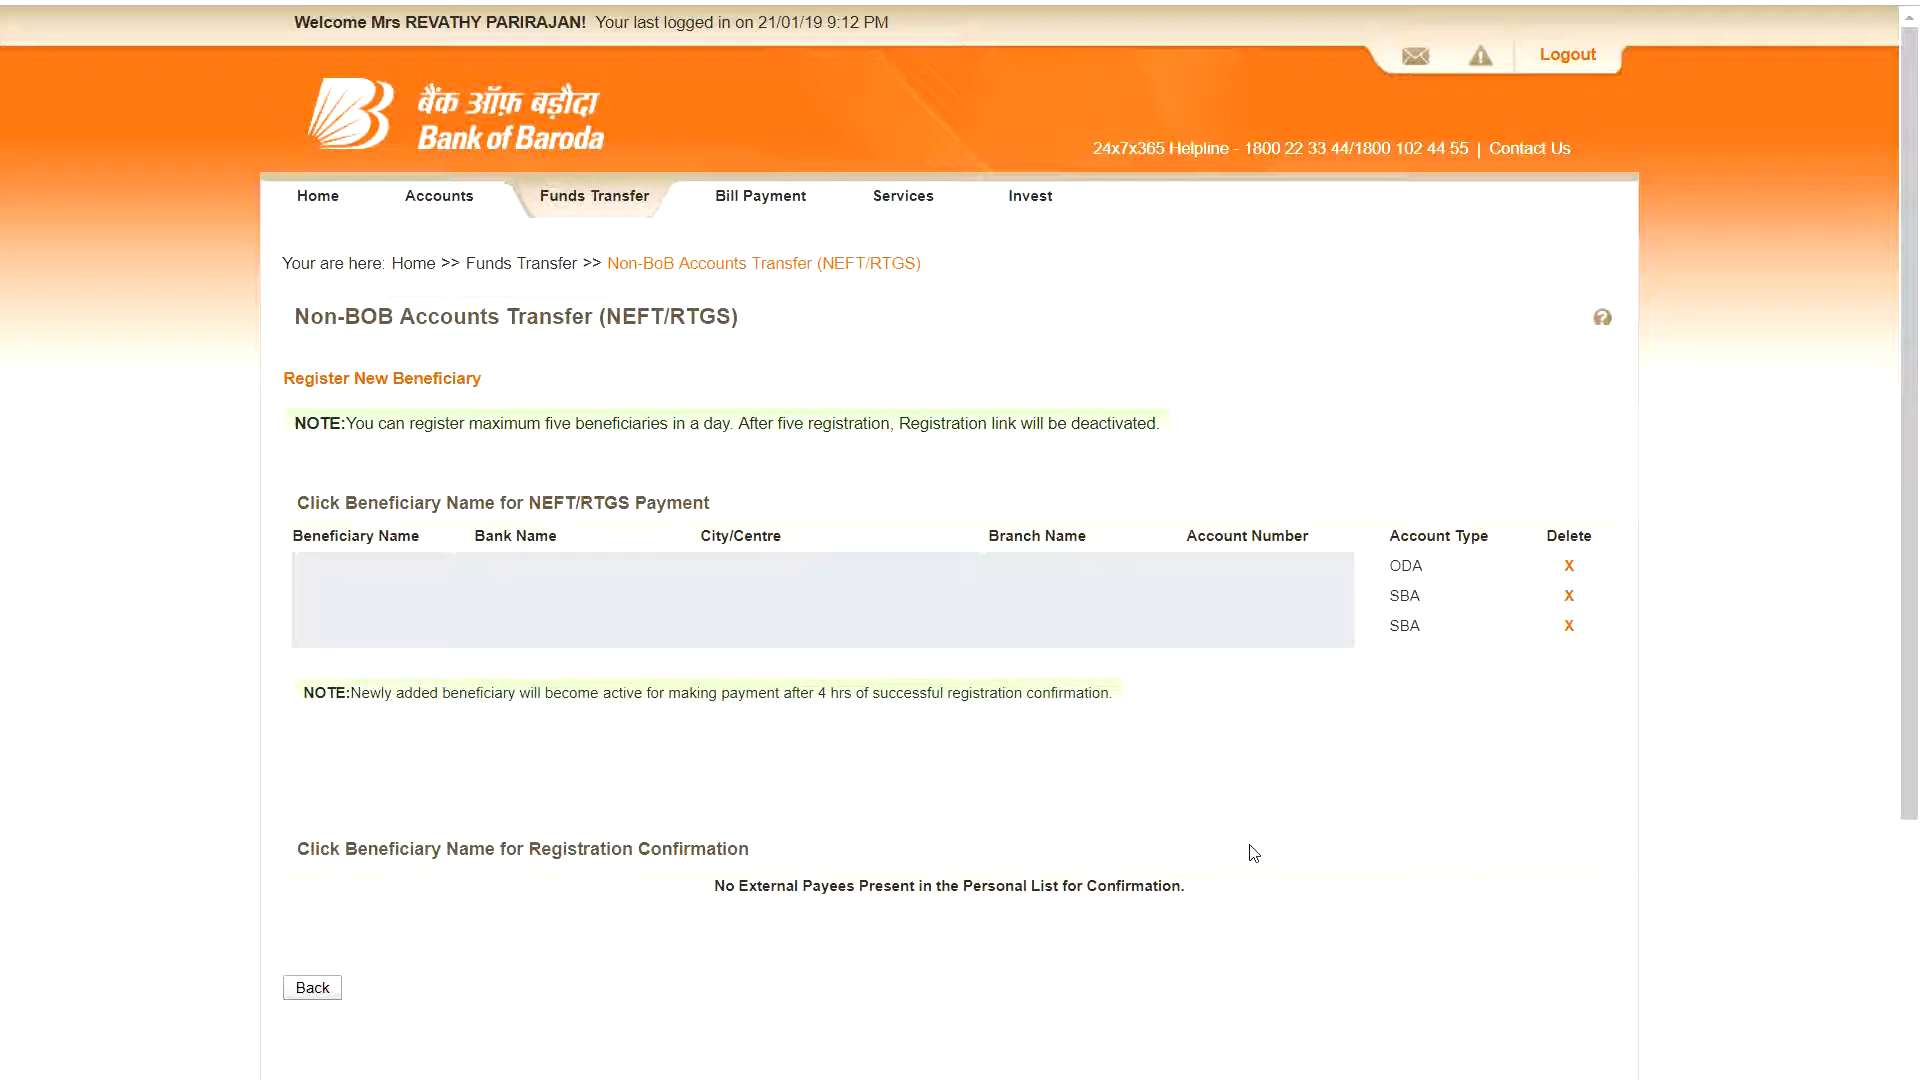 Welcome Mrs REVATHY PARIRAJAN! Your last logged in on 21/01/19 9:12 PM
Logout
बैंक ऑफ़ बड़ौदा
Bank of Baroda
24x7x365 Helpline - 1800 22 33 44/1800 102 44 55 | Contact Us
Home Accounts Funds Transfer Bill Payment Services Invest
Your are here: Home >> Funds Transfer >> Non-BoB Accounts Transfer (NEFT/RTGS)
Non-BOB Accounts Transfer (NEFT/RTGS)
Register New Beneficiary
NOTE:You can register maximum five beneficiaries in a day. After five registration, Registration link will be deactivated.
Click Beneficiary Name for NEFT/RTGS Payment
Beneficiary Name Bank Name City/Centre Branch Name Account Number Account Type Delete
ODA X
SBA X
SBA X
NOTE:Newly added beneficiary will become active for making payment after 4 hrs of successful registration confirmation.
Click Beneficiary Name for Registration Confirmation
No External Payees Present in the Personal List for Confirmation.
Back